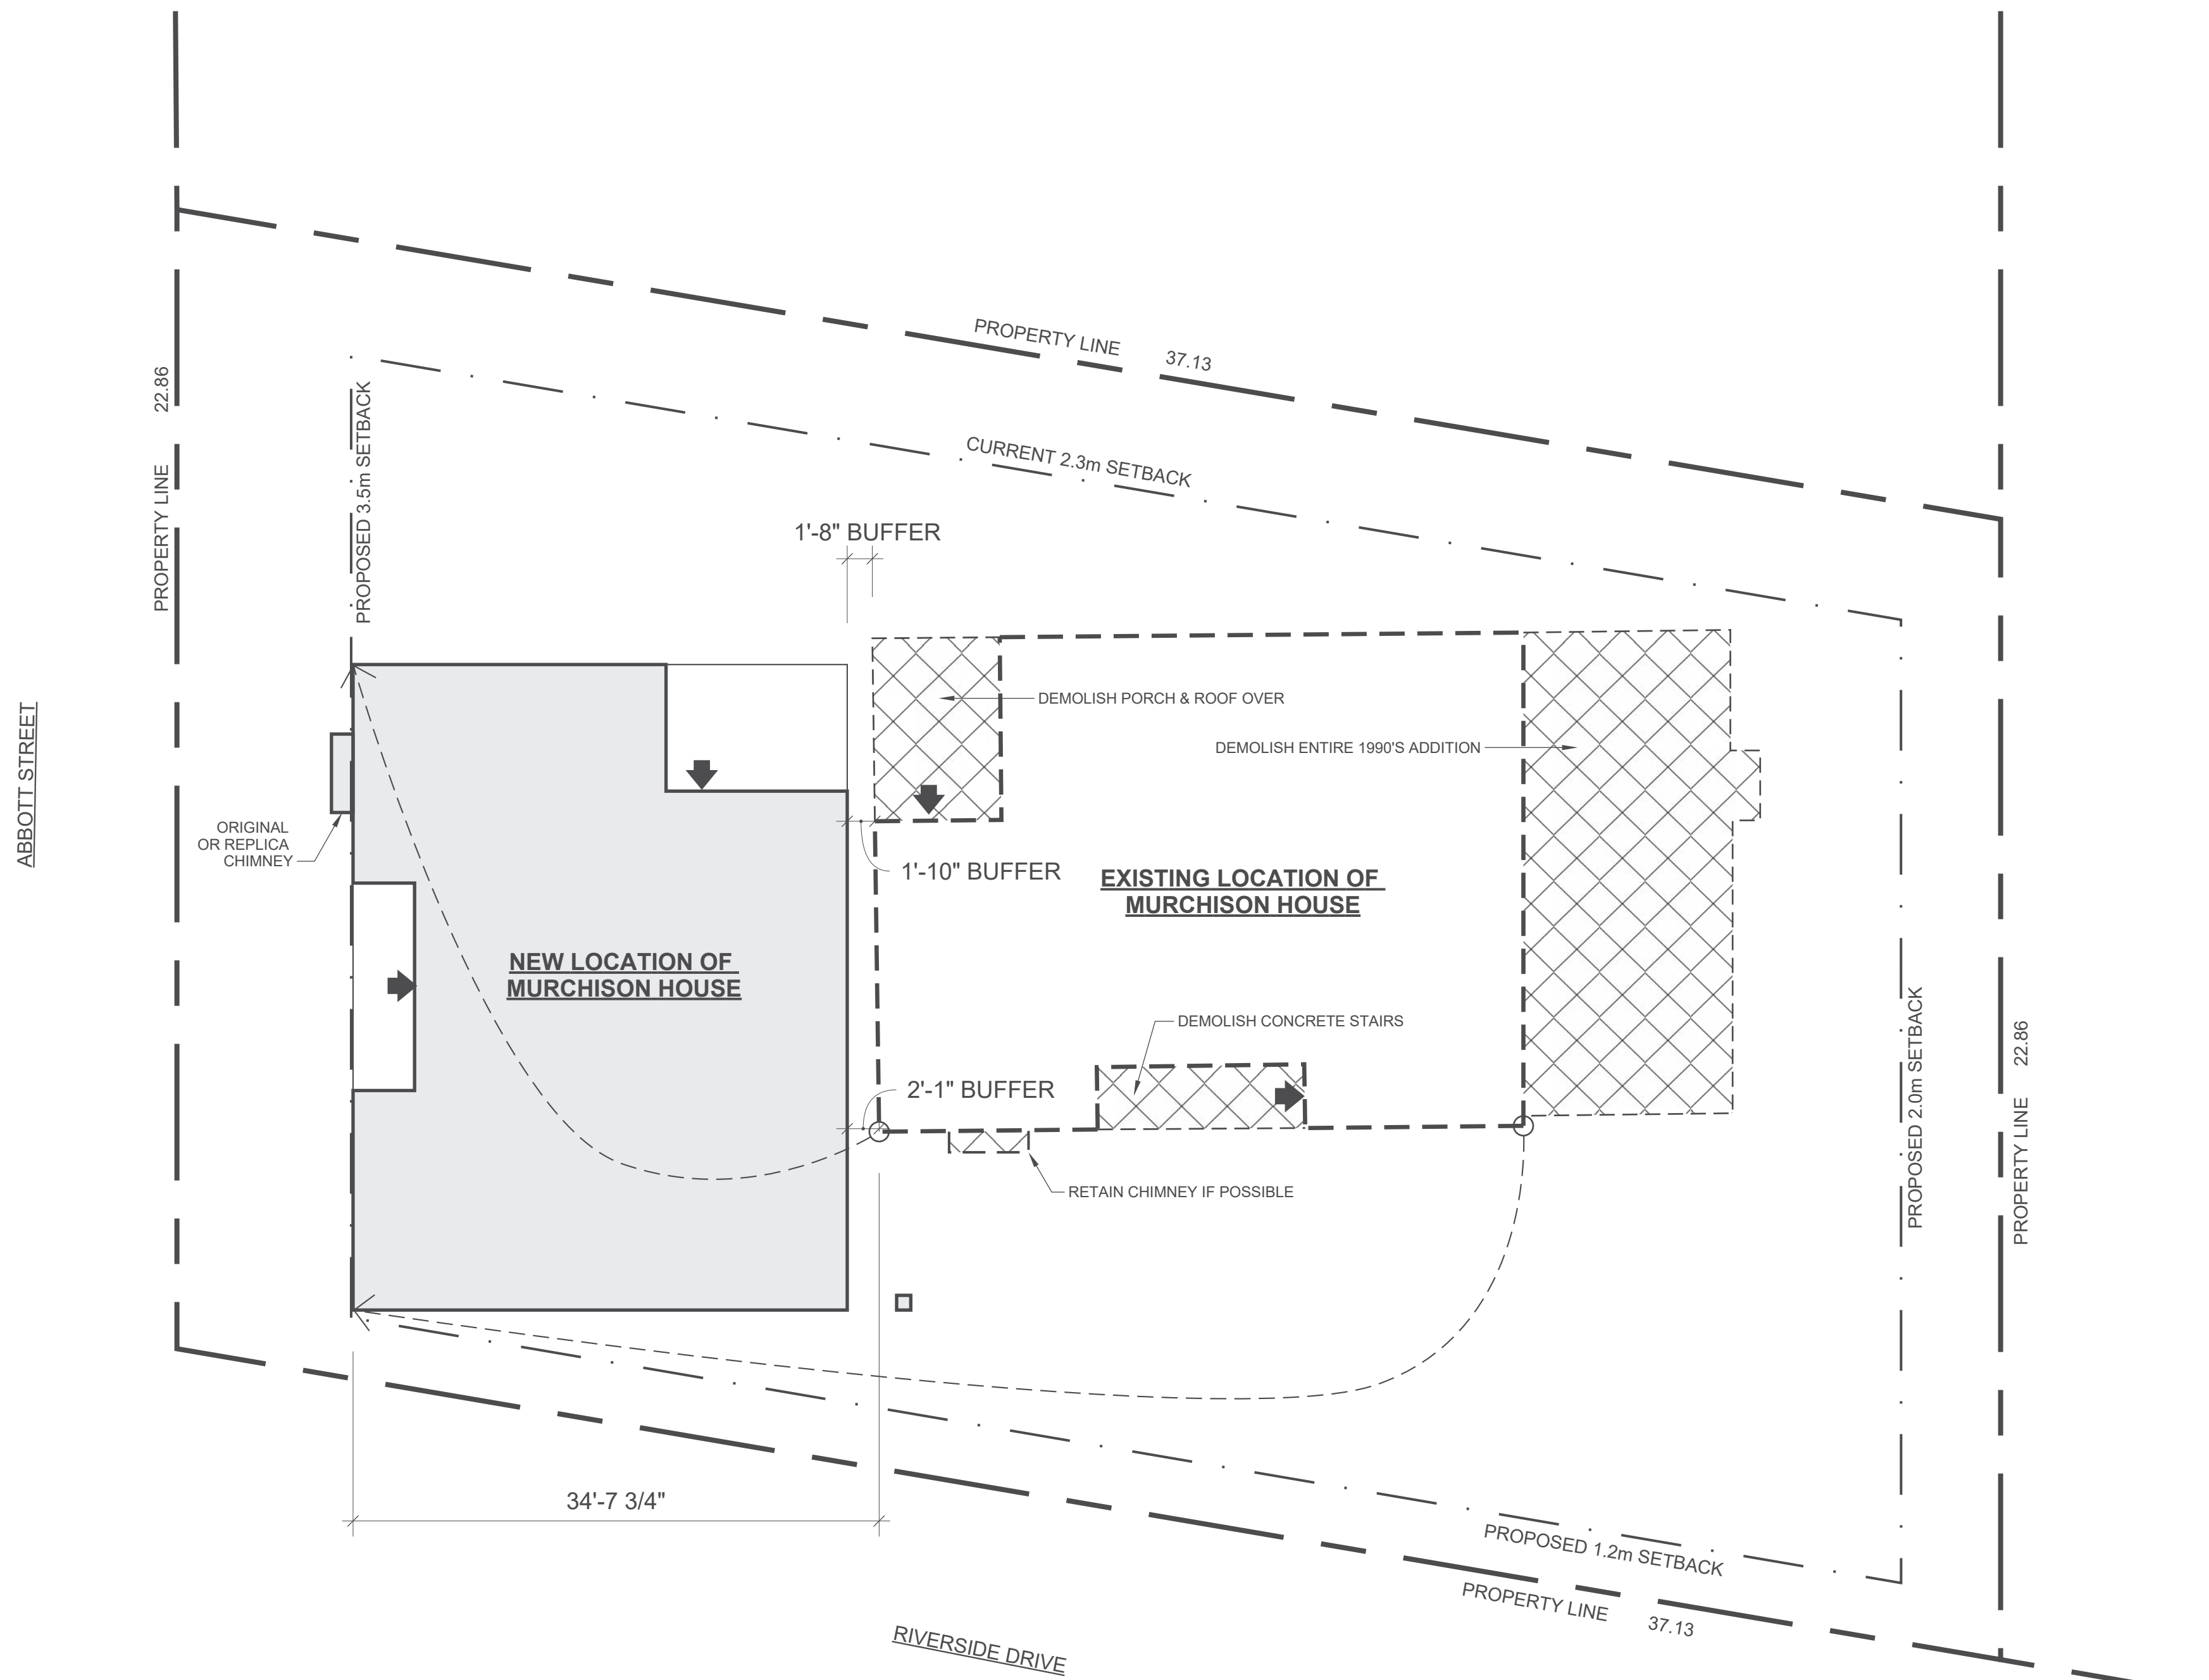 PROPERTY LINE 37.13
22.86
PROPERTY LINE
PROPOSED 3.5m SETBACK
CURRENT 2.3m SETBACK
1'-8" BUFFER
ABBOTT STREET
DEMOLISH PORCH & ROOF OVER
DEMOLISH ENTIRE 1990'S ADDITION
ORIGINAL
OR REPLICA
CHIMNEY
1'-10" BUFFER
EXISTING LOCATION OF
MURCHISON HOUSE
NEW LOCATION OF
MURCHISON HOUSE
DEMOLISH CONCRETE STAIRS
2'-1" BUFFER
RETAIN CHIMNEY IF POSSIBLE
PROPOSED 2.0m SETBACK
PROPERTY LINE 22.86
34'-7 3/4"
PROPOSED 1.2m SETBACK
PROPERTY LINE 37.13
RIVERSIDE DRIVE